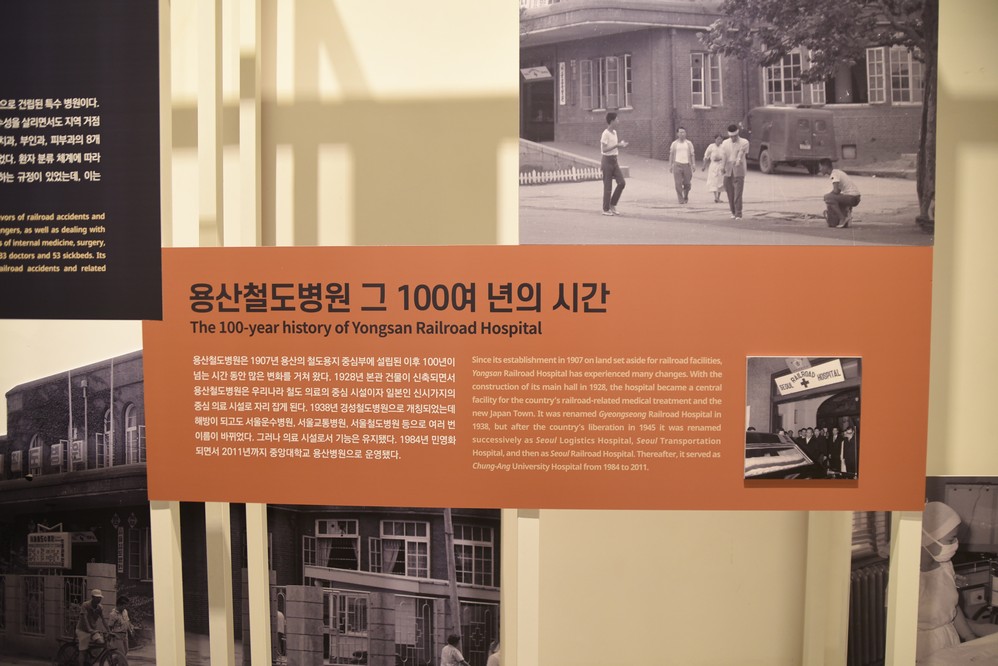 으로 건립된 특수 병원이다.
수성을 살리면서도 지역 거점
치과, 부인과, 피부과의 8개
었다. 환자 분류 체계에 따라
하는 규정이 있었는데, 이는
vors of railroad accidents and
ngers, as well as dealing with
s of internal medicine, surgery,
33 doctors and 53 sickbeds. Its
ailroad accidents and related
용산철도병원 그 100여 년의 시간
The 100-year history of Yongsan Railroad Hospital
용산철도병원은 1907년 용산의 철도용지 중심부에 설립된 이후 100년이
넘는 시간 동안 많은 변화를 거쳐 왔다. 1928년 본관 건물이 신축되면서
용산철도병원은 우리나라 철도 의료의 중심 시설이자 일본인 신시가지의
중심 의료 시설로 자리 잡게 된다. 1938년 경성철도병원으로 개칭되었는데
해방이 되고도 서울운수병원, 서울교통병원, 서울철도병원 등으로 여러 번
이름이 바뀌었다. 그러나 의료 시설로서 기능은 유지됐다. 1984년 민영화
되면서 2011년까지 중앙대학교 용산병원으로 운영됐다.
Since its establishment in 1907 on land set aside for railroad facilities,
Yongsan Railroad Hospital has experienced many changes. With the
construction of its main hall in 1928, the hospital became a central
facility for the country's railroad-related medical treatment and the
new Japan Town. It was renamed Gyeongseong Railroad Hospital in
1938, but after the country's liberation in 1945 it was renamed
successively as Seoul Logistics Hospital, Seoul Transportation
Hospital, and then as Seoul Railroad Hospital. Thereafter, it served as
Chung-Ang University Hospital from 1984 to 2011.
SEOUL RAILROAD HOSPITAL